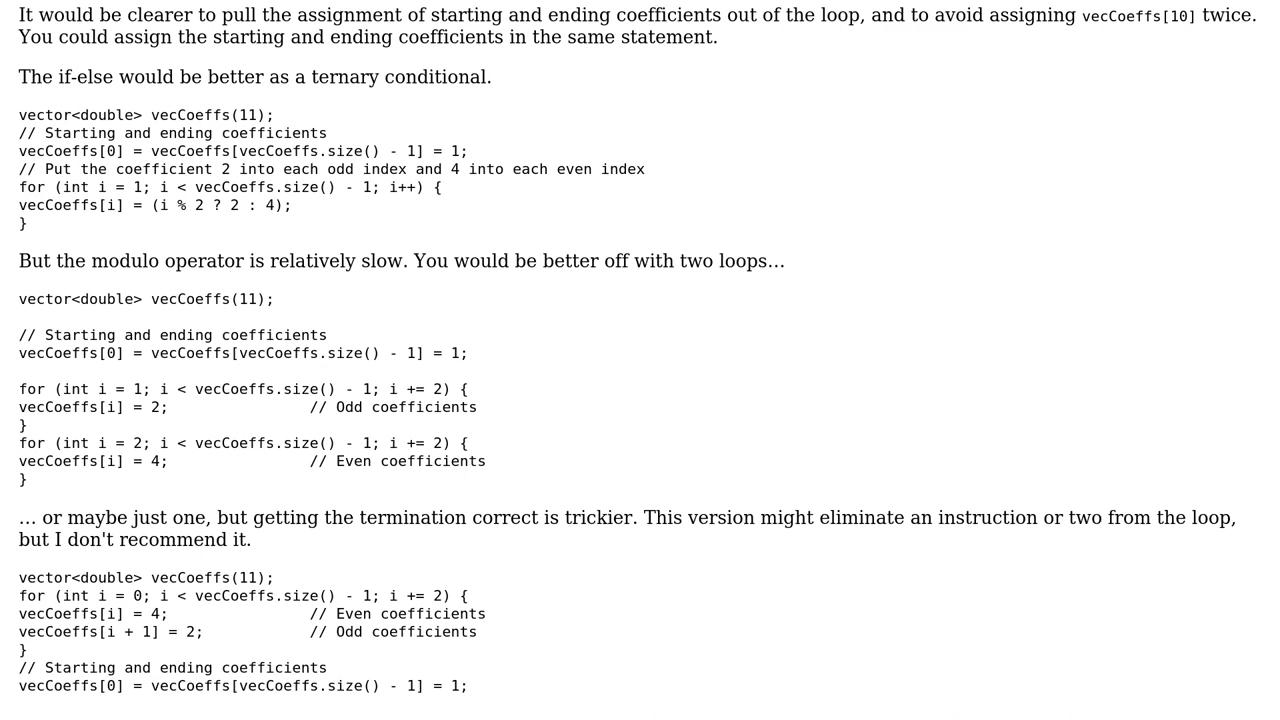 It would be clearer to pull the assignment of starting and ending coefficients out of the loop, and to avoid assigning vecCoeffs[10] twice.
You could assign the starting and ending coefficients in the same statement.
The if-else would be better as a ternary conditional.
vector<double> vecCoeffs(11);
// Starting and ending coefficients
vecCoeffs[0] = vecCoeffs[vecCoeffs.size() - 1] = 1;
// Put the coefficient 2 into each odd index and 4 into each even index
for (int i = 1; i < vecCoeffs.size() - 1; i++) {
vecCoeffs[i] = (i % 2 ? 2 : 4);
}
But the modulo operator is relatively slow. You would be better off with two loops…
vector<double> vecCoeffs(11);
// Starting and ending coefficients
vecCoeffs[0] = vecCoeffs[vecCoeffs.size() - 1] = 1;
for (int i = 1; i < vecCoeffs.size() - 1; i += 2) {
vecCoeffs[i] = 2;                // Odd coefficients
}
for (int i = 2; i < vecCoeffs.size() - 1; i += 2) {
vecCoeffs[i] = 4;                // Even coefficients
}
… or maybe just one, but getting the termination correct is trickier. This version might eliminate an instruction or two from the loop,
but I don't recommend it.
vector<double> vecCoeffs(11);
for (int i = 0; i < vecCoeffs.size() - 1; i += 2) {
vecCoeffs[i] = 4;                // Even coefficients
vecCoeffs[i + 1] = 2;            // Odd coefficients
}
// Starting and ending coefficients
vecCoeffs[0] = vecCoeffs[vecCoeffs.size() - 1] = 1;